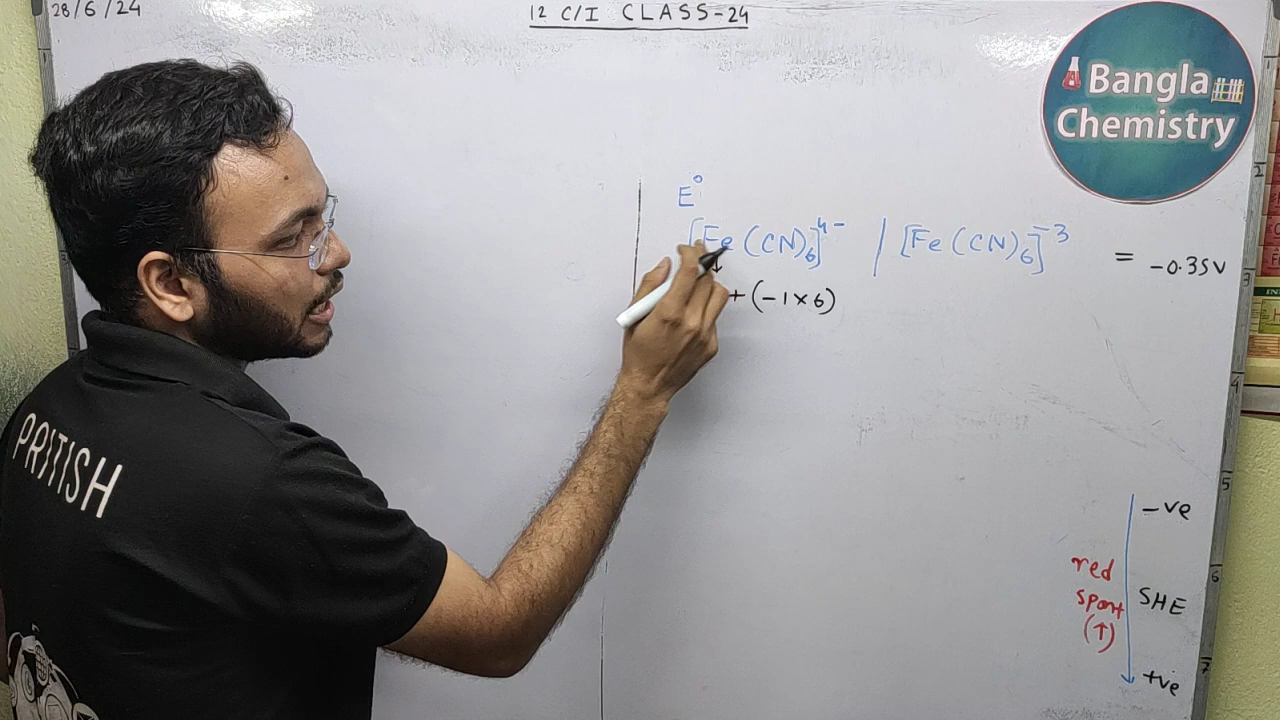 28/6/24
12 C/I CLASS-24
Bangla
Chemistry
E°
[Fe(CN)₆]⁴⁻ / [Fe(CN)₆]⁻³ = -0.35V
+ (-1×6)
PRITISH
-ve
red
spont
(↑)
SHE
+ve